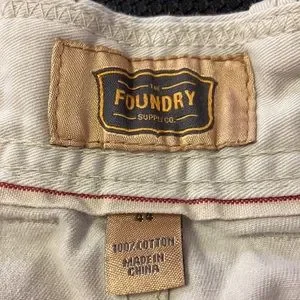 THE
FOUNDRY
SUPPLY CO.
44
100% COTTON
MADE IN
CHINA